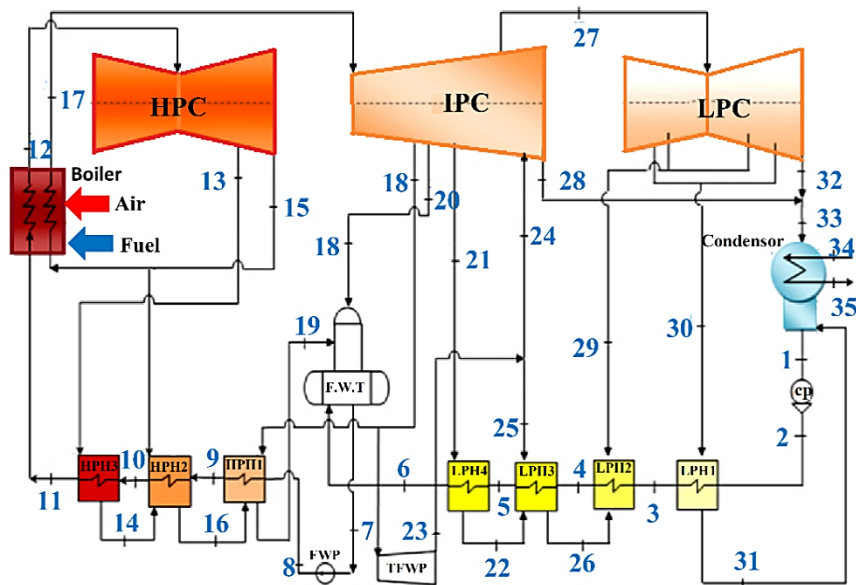 27
17
HPC
IPC
LPC
12
Boiler
13
15
18
20
28
32
Air
Fuel
18
21
24
33
Condensor
34
35
19
29
30
1
F.W.T
cp
25
2
HPH3
10
HPH2
9
HPH1
6
LPH4
5
LPH3
4
LPH2
3
LPH1
11
14
16
8
FWP
7
TFWP
23
22
26
31